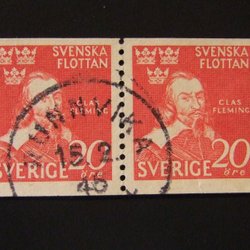 SVENSKA
FLOTTAN
CLAS
FLEMING
SVERIGE 20
öre
SVENSKA
FLOTTAN
CLAS
FLEMING
SVERIGE 20
öre